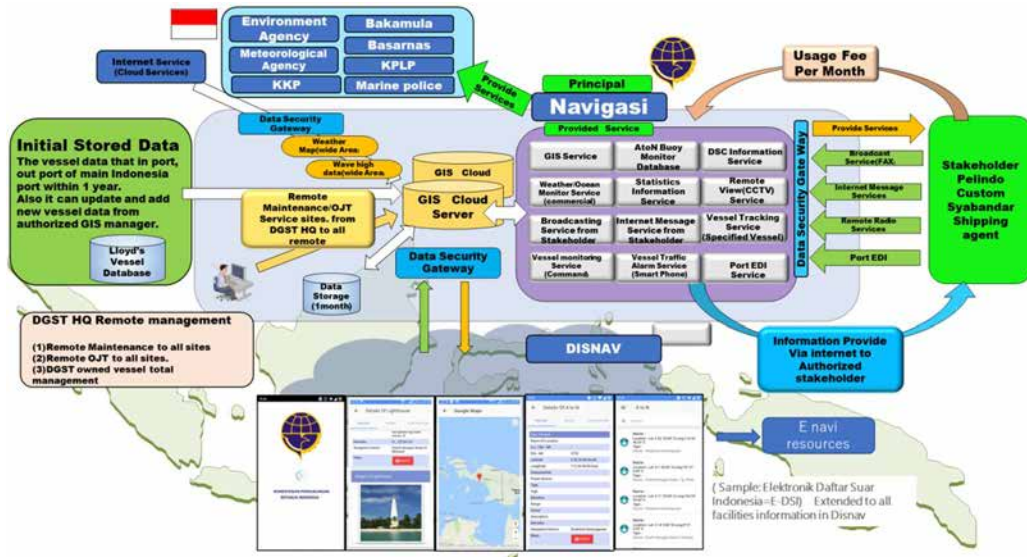 Environment Agency
Bakamula
Basarnas
Meteorological Agency
KPLP
KKP
Marine police
Internet Service
(Cloud Services)
Provide Services
Principal
Navigasi
Usage Fee
Per Month
Data Security
Gateway
Weather
Map(wide Area)
Wave high
data(wide Area)
Initial Stored Data
The vessel data that in port,
out port of main Indonesia
port within 1 year.
Also it can update and add
new vessel data from
authorized GIS manager.
Lloyd's
Vessel
Database
Remote
Maintenance/OJT
Service sites. from
DGST HQ to all
remote
GIS Cloud
GIS Cloud
Server
Data Security
Gateway
Data
Storage
(1month)
Provided Service
GIS Service
AtoN Buoy
Monitor
Database
DSC Information
Service
Weather/Ocean
Monitor Service
(commercial)
Statistics
Information
Service
Remote
View(CCTV)
Service
Broadcasting
Service from
Stakeholder
Internet Message
Service from
Stakeholder
Vessel Tracking
Service
(Specified Vessel)
Vessel monitoring
Service
(Command)
Vessel Traffic
Alarm Service
(Smart Phone)
Port EDI
Service
Data Security Gate Way
Provide Services
Broadcast
Service(FAX:
Internet Message
Services
Remote Radio
Services
Port EDI
Stakeholder
Pelindo
Custom
Syabandar
Shipping
agent
DGST HQ Remote management
(1)Remote Maintenance to all sites
(2)Remote OJT to all sites.
(3)DGST owned vessel total
management
DISNAV
Information Provide
Via internet to
Authorized
stakeholder
Details Of Lighthouse
Google Maps
Details Of A to N
A to N
E navi
resources
( Sample: Elektronik Daftar Suar
Indonesia=E-DSI) Extended to all
facilities information in Disnav